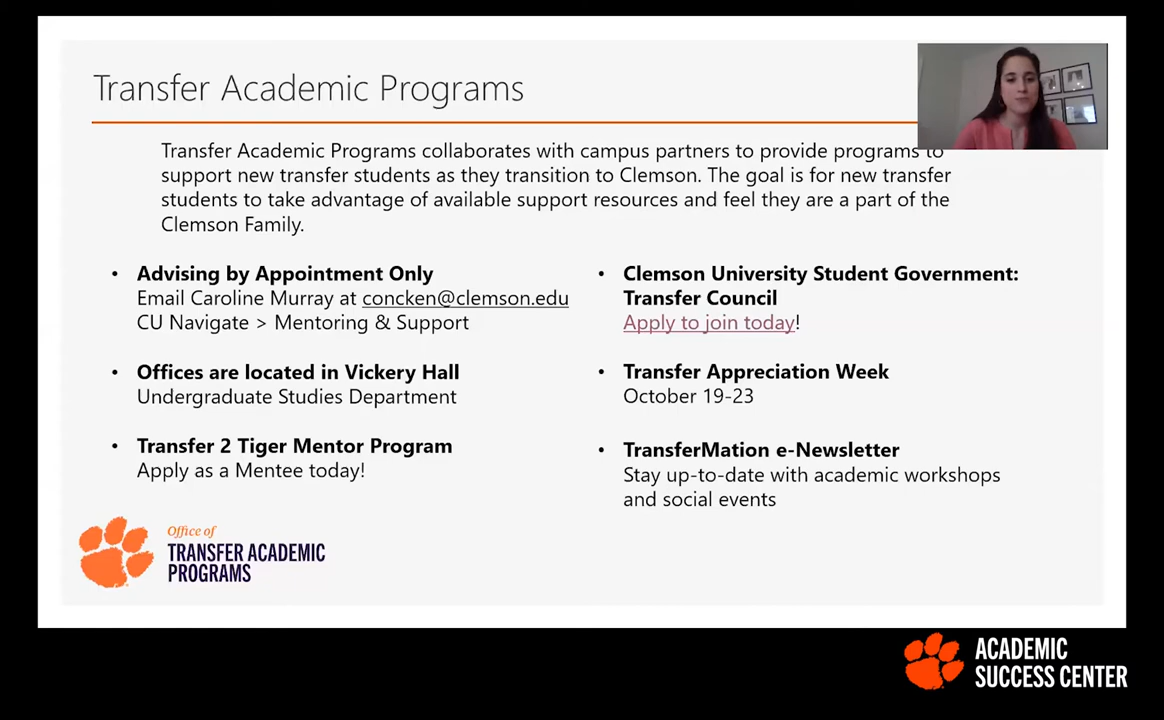 Transfer Academic Programs
Transfer Academic Programs collaborates with campus partners to provide programs to
support new transfer students as they transition to Clemson. The goal is for new transfer
students to take advantage of available support resources and feel they are a part of the
Clemson Family.
• Advising by Appointment Only
Email Caroline Murray at concken@clemson.edu
CU Navigate > Mentoring & Support
• Offices are located in Vickery Hall
Undergraduate Studies Department
• Transfer 2 Tiger Mentor Program
Apply as a Mentee today!
• Clemson University Student Government:
Transfer Council
Apply to join today!
• Transfer Appreciation Week
October 19-23
• TransferMation e-Newsletter
Stay up-to-date with academic workshops
and social events
Office of
TRANSFER ACADEMIC
PROGRAMS
ACADEMIC
SUCCESS CENTER